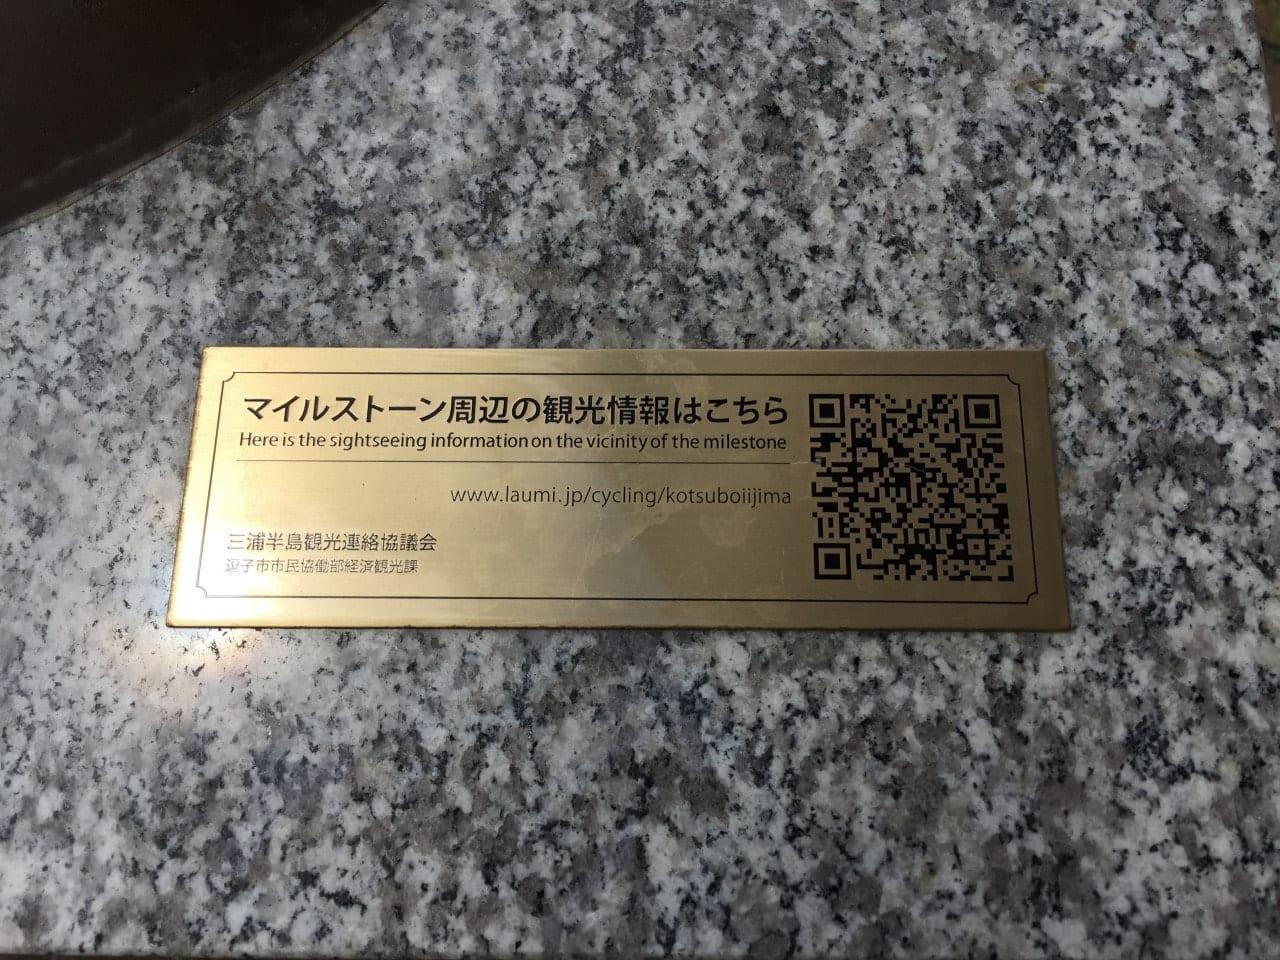 マイルストーン周辺の観光情報はこちら
Here is the sightseeing information on the vicinity of the milestone
www.laumi.jp/cycling/kotsuboiijima
三浦半島観光連絡協議会
逗子市市民協働部経済観光課